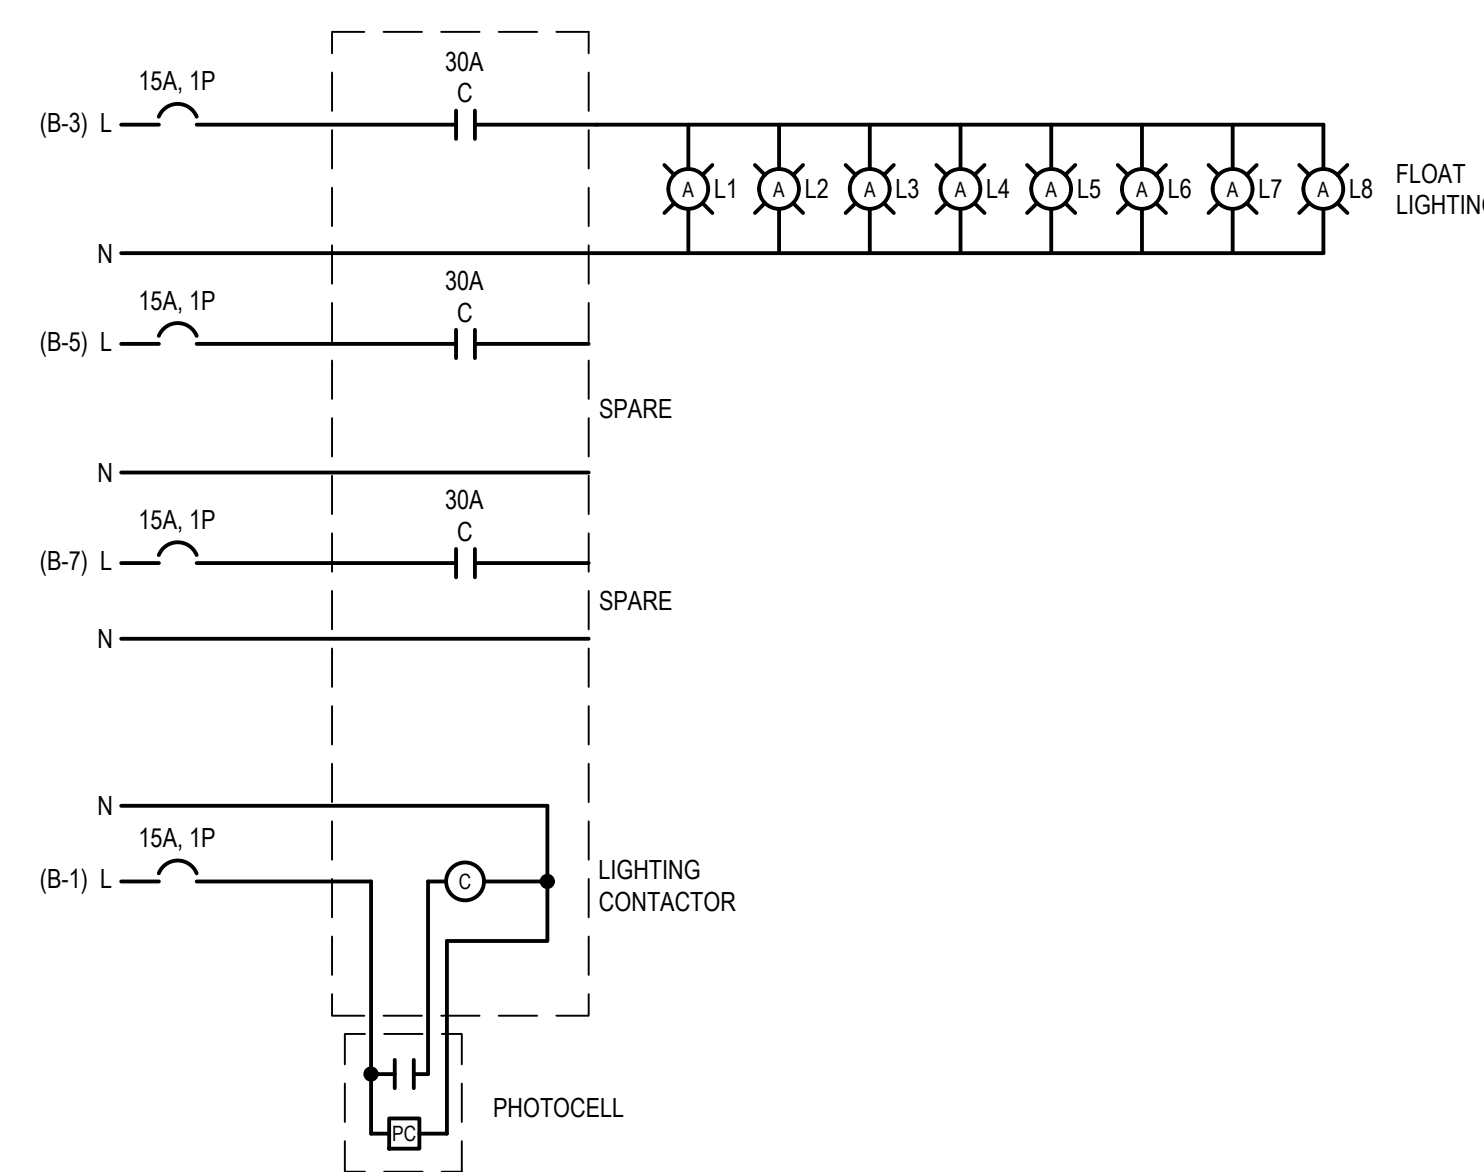 30A
15A, 1P
C
(B-3) L
A L1 A L2 A L3 A L4 A L5 A L6 A L7 A L8
FLOAT
LIGHTING
N
30A
15A, 1P
C
(B-5) L
SPARE
N
30A
15A, 1P
C
(B-7) L
SPARE
N
N
15A, 1P
(B-1) L
C
LIGHTING
CONTACTOR
PHOTOCELL
PC